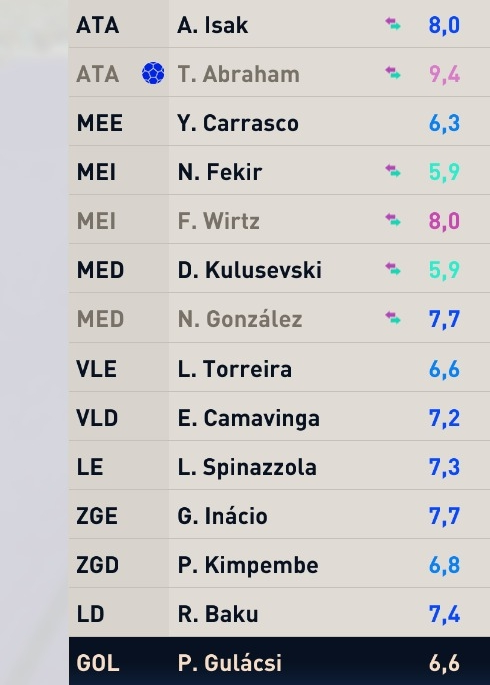 ATA A. Isak 8,0
ATA T. Abraham 9,4
MEE Y. Carrasco 6,3
MEI N. Fekir 5,9
MEI F. Wirtz 8,0
MED D. Kulusevski 5,9
MED N. González 7,7
VLE L. Torreira 6,6
VLD E. Camavinga 7,2
LE L. Spinazzola 7,3
ZGE G. Inácio 7,7
ZGD P. Kimpembe 6,8
LD R. Baku 7,4
GOL P. Gulácsi 6,6